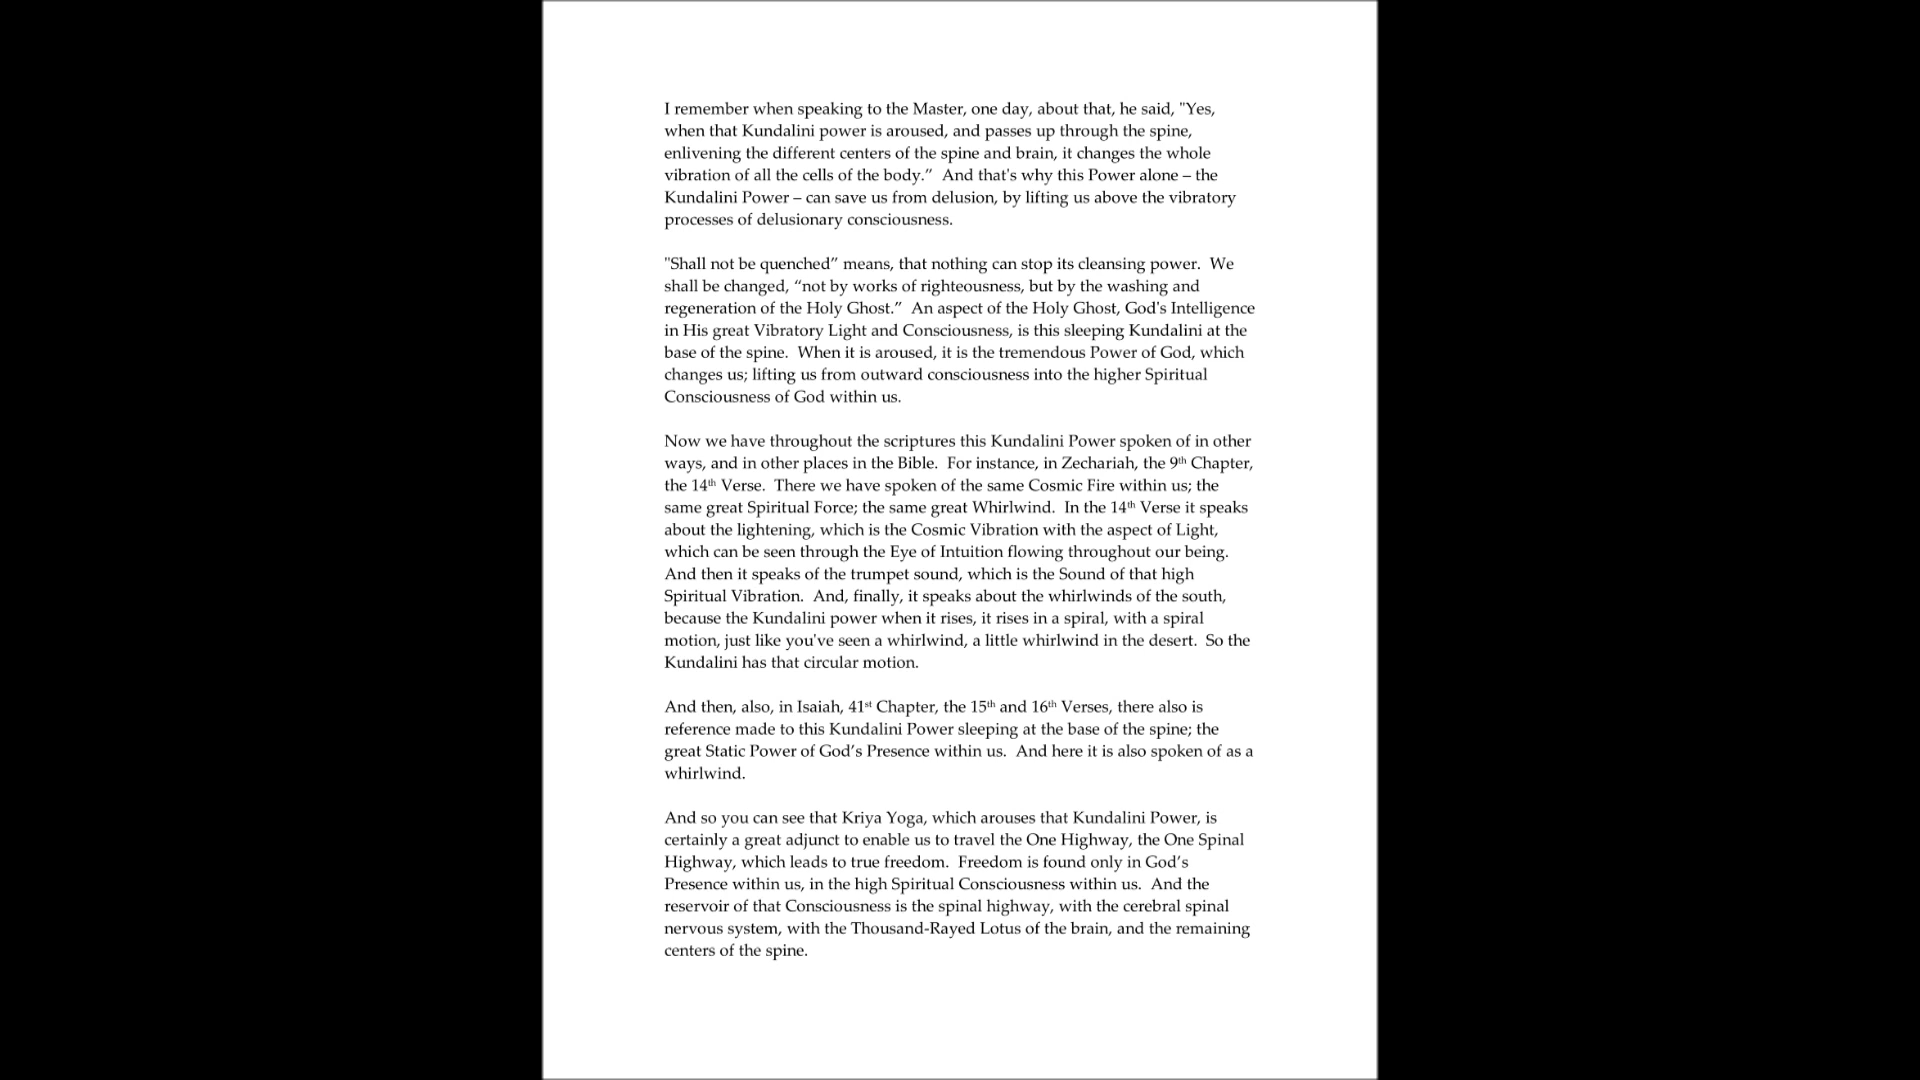 I remember when speaking to the Master, one day, about that, he said, "Yes,
when that Kundalini power is aroused, and passes up through the spine,
enlivening the different centers of the spine and brain, it changes the whole
vibration of all the cells of the body.”  And that's why this Power alone – the
Kundalini Power – can save us from delusion, by lifting us above the vibratory
processes of delusionary consciousness.
"Shall not be quenched” means, that nothing can stop its cleansing power.  We
shall be changed, “not by works of righteousness, but by the washing and
regeneration of the Holy Ghost.”  An aspect of the Holy Ghost, God's Intelligence
in His great Vibratory Light and Consciousness, is this sleeping Kundalini at the
base of the spine.  When it is aroused, it is the tremendous Power of God, which
changes us; lifting us from outward consciousness into the higher Spiritual
Consciousness of God within us.
Now we have throughout the scriptures this Kundalini Power spoken of in other
ways, and in other places in the Bible.  For instance, in Zechariah, the 9th Chapter,
the 14th Verse.  There we have spoken of the same Cosmic Fire within us; the
same great Spiritual Force; the same great Whirlwind.  In the 14th Verse it speaks
about the lightening, which is the Cosmic Vibration with the aspect of Light,
which can be seen through the Eye of Intuition flowing throughout our being.
And then it speaks of the trumpet sound, which is the Sound of that high
Spiritual Vibration.  And, finally, it speaks about the whirlwinds of the south,
because the Kundalini power when it rises, it rises in a spiral, with a spiral
motion, just like you've seen a whirlwind, a little whirlwind in the desert.  So the
Kundalini has that circular motion.
And then, also, in Isaiah, 41st Chapter, the 15th and 16th Verses, there also is
reference made to this Kundalini Power sleeping at the base of the spine; the
great Static Power of God’s Presence within us.  And here it is also spoken of as a
whirlwind.
And so you can see that Kriya Yoga, which arouses that Kundalini Power, is
certainly a great adjunct to enable us to travel the One Highway, the One Spinal
Highway, which leads to true freedom.  Freedom is found only in God’s
Presence within us, in the high Spiritual Consciousness within us.  And the
reservoir of that Consciousness is the spinal highway, with the cerebral spinal
nervous system, with the Thousand-Rayed Lotus of the brain, and the remaining
centers of the spine.